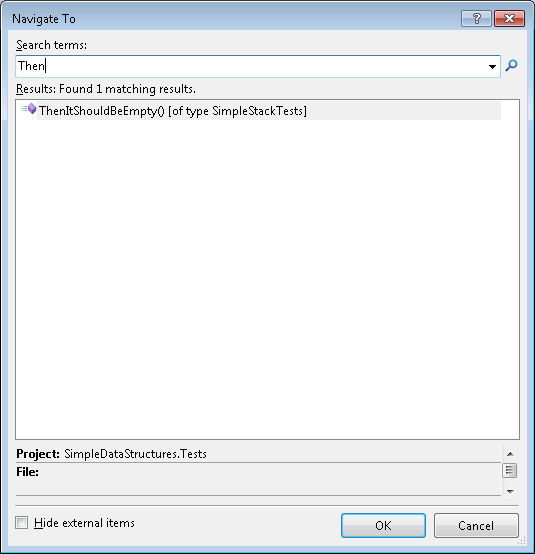 Navigate To
Search terms:
Then
Results: Found 1 matching results.
ThenItShouldBeEmpty() [of type SimpleStackTests]
Project: SimpleDataStructures.Tests
File:
Hide external items
OK Cancel